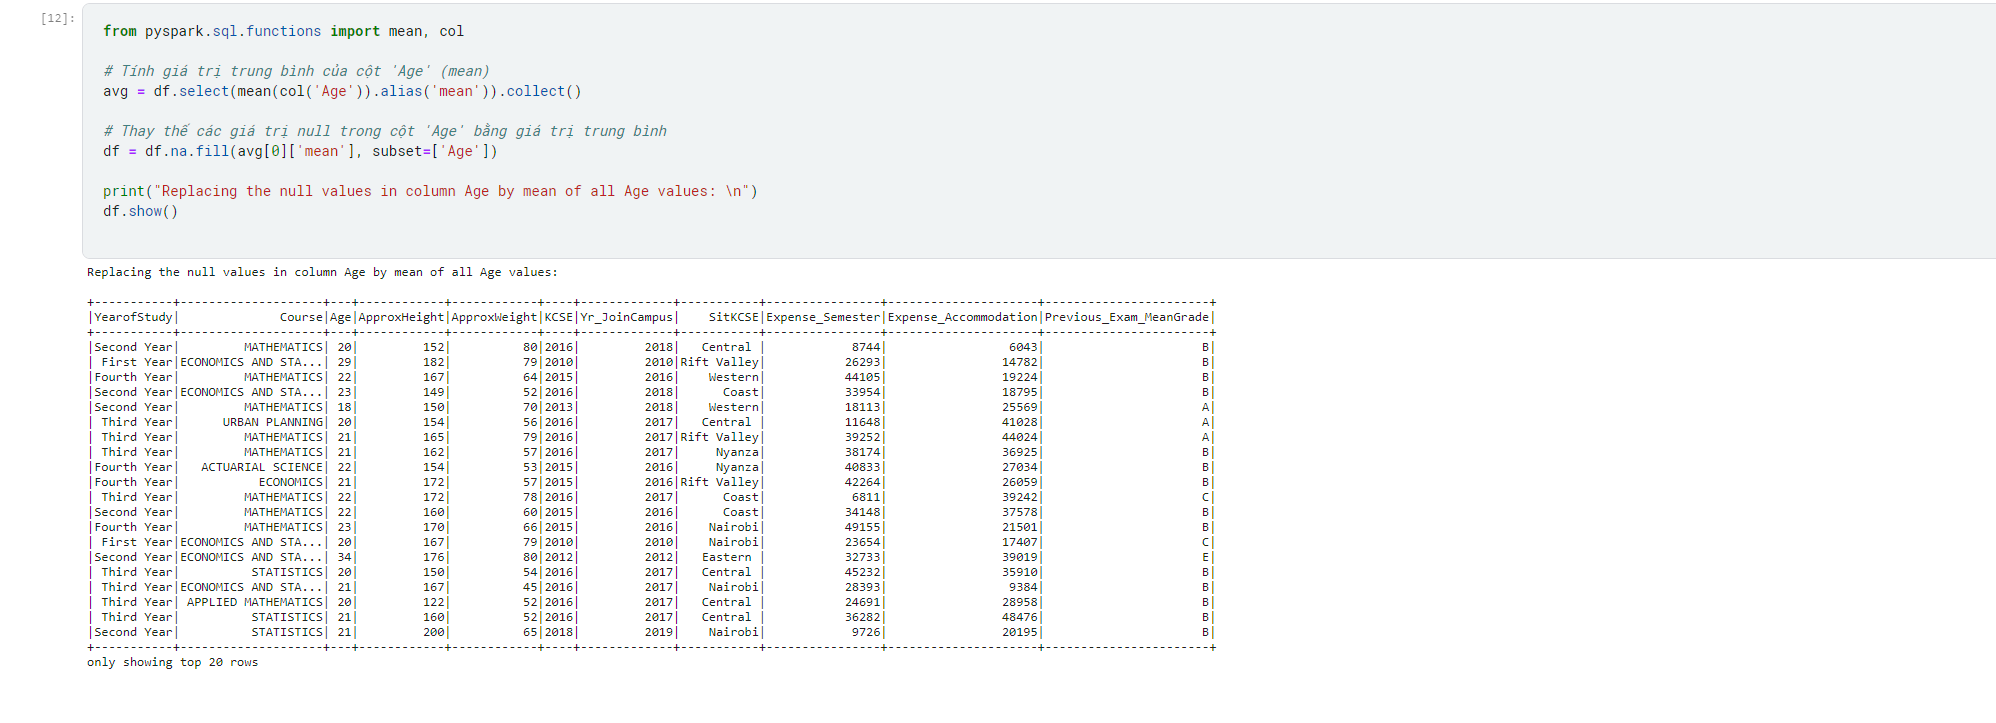 [12]:
from pyspark.sql.functions import mean, col
# Tính giá trị trung bình của cột 'Age' (mean)
avg = df.select(mean(col('Age')).alias('mean')).collect()
# Thay thế các giá trị null trong cột 'Age' bằng giá trị trung bình
df = df.na.fill(avg[0]['mean'], subset=['Age'])
print("Replacing the null values in column Age by mean of all Age values: \n")
df.show()
Replacing the null values in column Age by mean of all Age values:
+-----------+--------------------+---+------------+------------+----+-------------+-----------+----------------+---------------------+-----------------------+
|YearofStudy|              Course|Age|ApproxHeight|ApproxWeight|KCSE|Yr_JoinCampus|    SitKCSE|Expense_Semester|Expense_Accommodation|Previous_Exam_MeanGrade|
+-----------+--------------------+---+------------+------------+----+-------------+-----------+----------------+---------------------+-----------------------+
|Second Year|         MATHEMATICS| 20|         152|          80|2016|         2018|   Central |            8744|                 6043|                      B|
| First Year|ECONOMICS AND STA...| 29|         182|          79|2010|         2010|Rift Valley|           26293|                14782|                      B|
|Fourth Year|         MATHEMATICS| 22|         167|          64|2015|         2016|    Western|           44105|                19224|                      B|
|Second Year|ECONOMICS AND STA...| 23|         149|          52|2016|         2018|      Coast|           33954|                18795|                      B|
|Second Year|         MATHEMATICS| 18|         150|          70|2013|         2018|    Western|           18113|                25569|                      A|
| Third Year|      URBAN PLANNING| 20|         154|          56|2016|         2017|   Central |           11648|                41028|                      A|
| Third Year|         MATHEMATICS| 21|         165|          79|2016|         2017|Rift Valley|           39252|                44024|                      A|
| Third Year|         MATHEMATICS| 21|         162|          57|2016|         2017|     Nyanza|           38174|                36925|                      B|
|Fourth Year|   ACTUARIAL SCIENCE| 22|         154|          53|2015|         2016|     Nyanza|           40833|                27034|                      B|
|Fourth Year|           ECONOMICS| 21|         172|          57|2015|         2016|Rift Valley|           42264|                26059|                      B|
| Third Year|         MATHEMATICS| 22|         172|          78|2016|         2017|      Coast|            6811|                39242|                      C|
|Second Year|         MATHEMATICS| 22|         160|          60|2015|         2016|      Coast|           34148|                37578|                      B|
|Fourth Year|         MATHEMATICS| 23|         170|          66|2015|         2016|    Nairobi|           49155|                21501|                      B|
| First Year|ECONOMICS AND STA...| 20|         167|          79|2010|         2010|    Nairobi|           23654|                17407|                      C|
|Second Year|ECONOMICS AND STA...| 34|         176|          80|2012|         2012|   Eastern |           32733|                39019|                      E|
| Third Year|          STATISTICS| 20|         150|          54|2016|         2017|   Central |           45232|                35910|                      B|
| Third Year|ECONOMICS AND STA...| 21|         167|          45|2016|         2017|    Nairobi|           28393|                 9384|                      B|
| Third Year| APPLIED MATHEMATICS| 20|         122|          52|2016|         2017|   Central |           24691|                28958|                      B|
| Third Year|          STATISTICS| 21|         160|          52|2016|         2017|   Central |           36282|                48476|                      B|
|Second Year|          STATISTICS| 21|         200|          65|2018|         2019|    Nairobi|            9726|                20195|                      B|
+-----------+--------------------+---+------------+------------+----+-------------+-----------+----------------+---------------------+-----------------------+
only showing top 20 rows